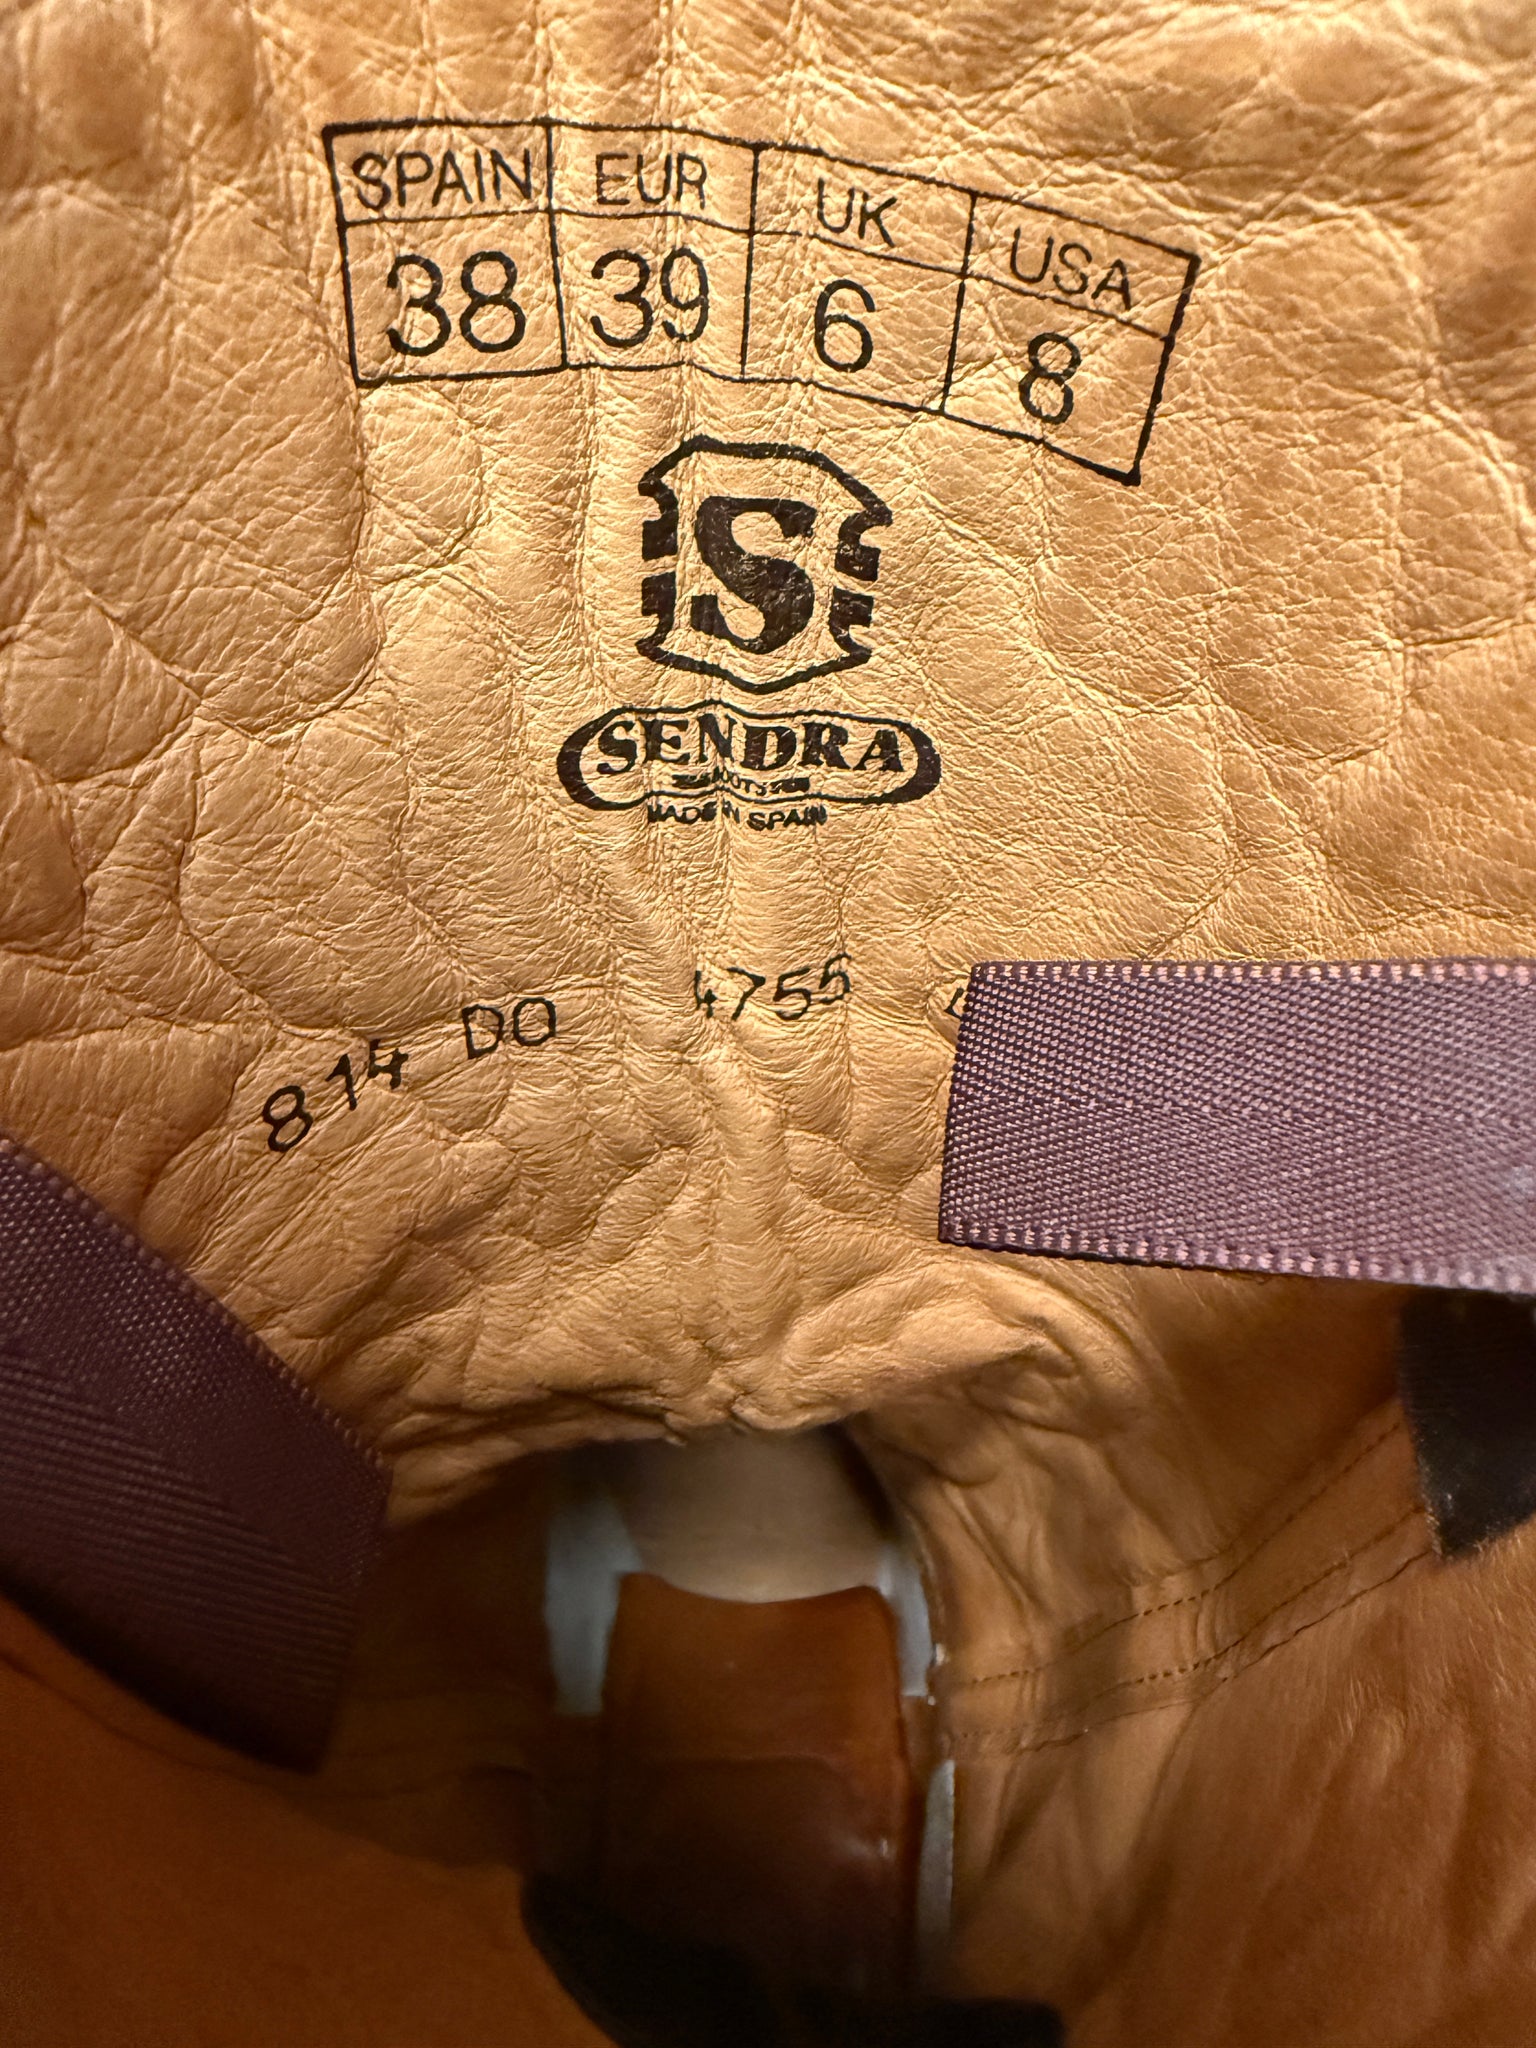 SPAIN EUR UK USA
38 39 6 8
S
SENDRA
BOOTS
MADE IN SPAIN
814 DO 4755